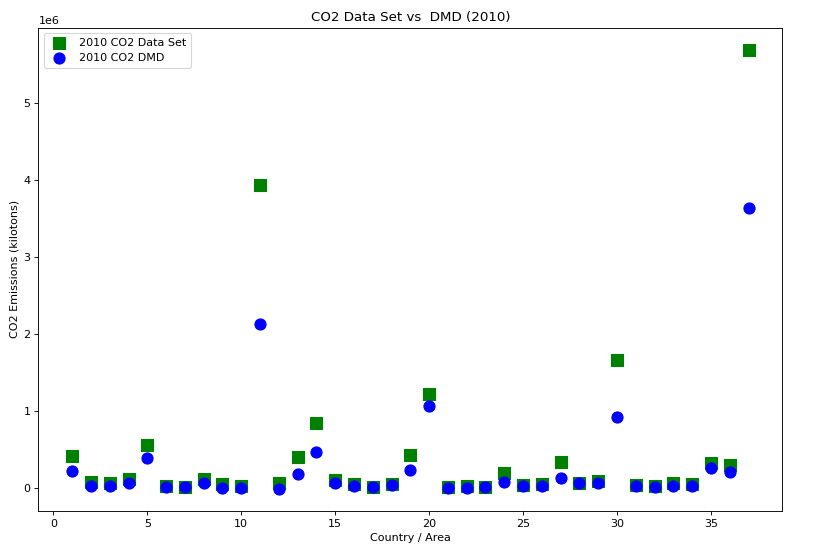 CO2 Data Set vs  DMD (2010)
1e6
2010 CO2 Data Set
2010 CO2 DMD
5
4
3
2
1
0
CO2 Emissions (kilotons)
0 5 10 15 20 25 30 35
Country / Area